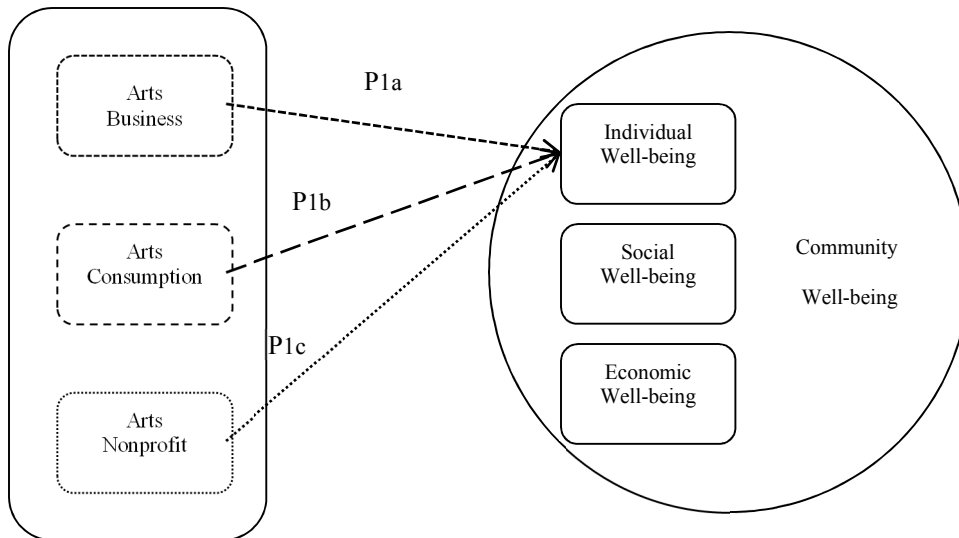 Arts
Business
P1a
Individual
Well-being
P1b
Arts
Consumption
Social
Well-being
Community
Well-being
P1c
Economic
Well-being
Arts
Nonprofit